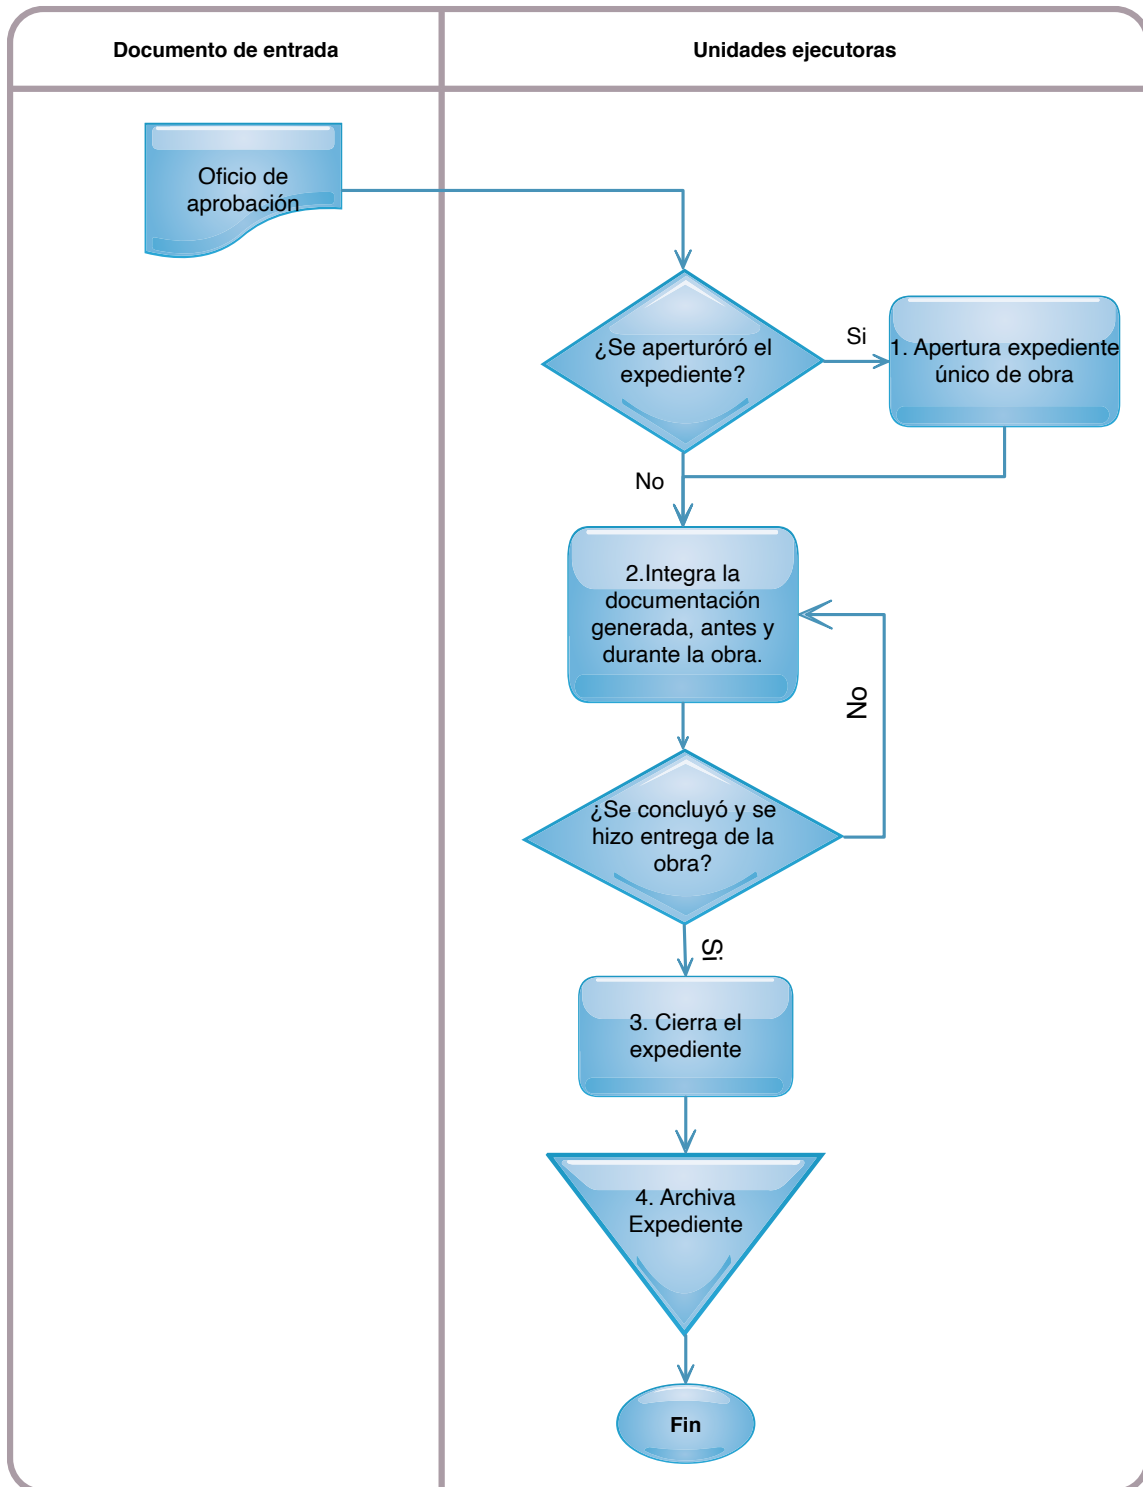 Documento de entrada
Unidades ejecutoras
Oficio de
aprobación
¿Se aperturóró el
expediente?
Si
1. Apertura expediente
único de obra
No
2.Integra la
documentación
generada, antes y
durante la obra.
No
¿Se concluyó y se
hizo entrega de la
obra?
Si
3. Cierra el
expediente
4. Archiva
Expediente
Fin